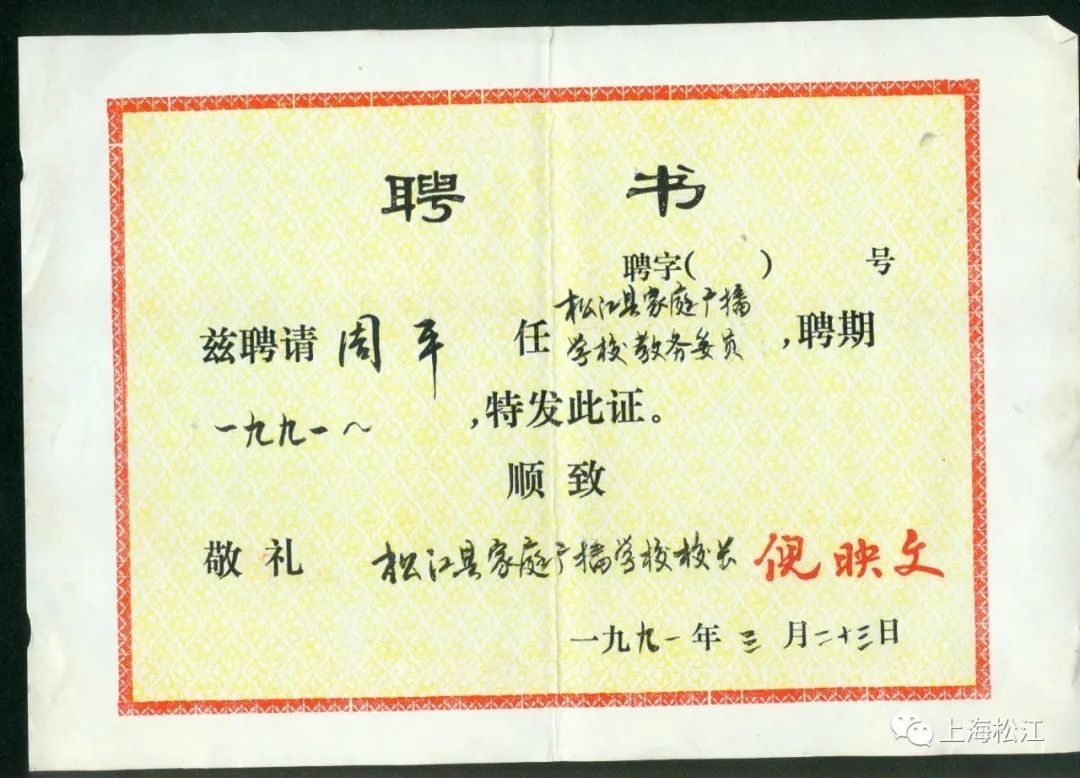 聘书
聘字( ) 号
兹聘请周平任松江县家庭广播
学校教务委员,聘期
一九九一～,特发此证。
顺致
敬礼 松江县家庭广播学校校长 倪映文
一九九一年三月二十三日
上海松江